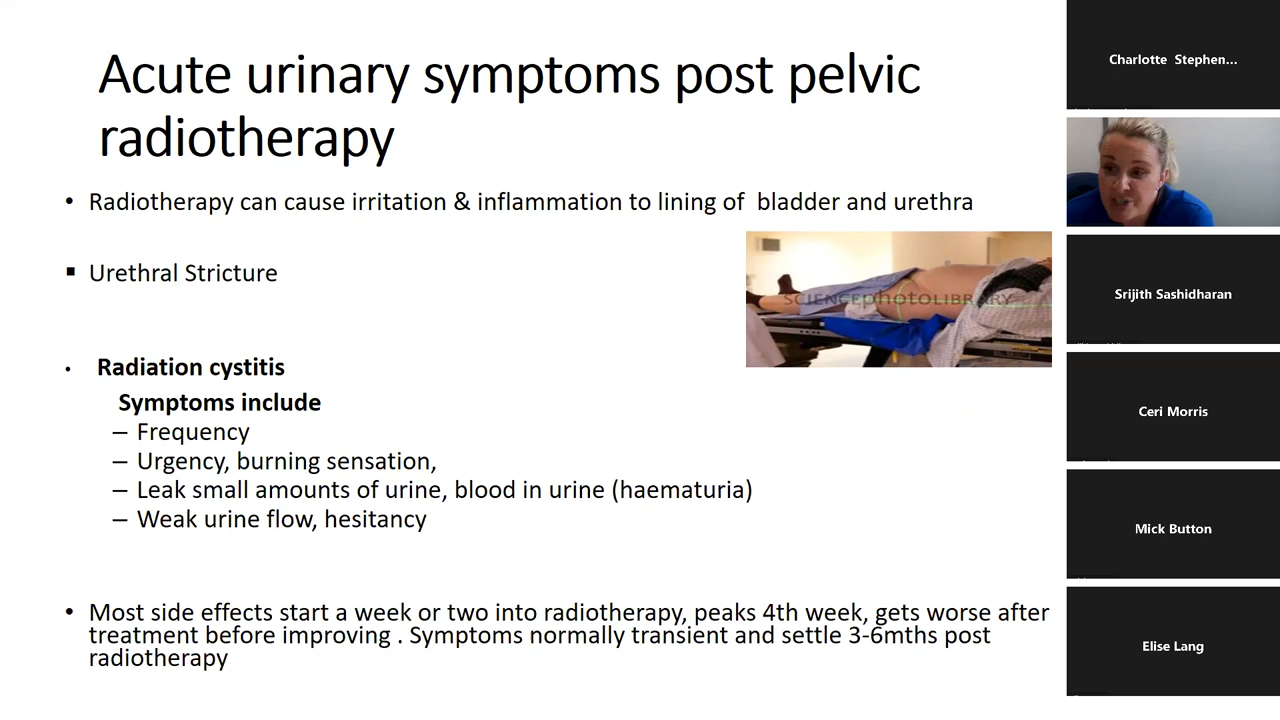 Acute urinary symptoms post pelvic
radiotherapy
• Radiotherapy can cause irritation & inflammation to lining of  bladder and urethra
▪ Urethral Stricture
SCIENCEPHOTOLIBRARY
• Radiation cystitis
Symptoms include
– Frequency
– Urgency, burning sensation,
– Leak small amounts of urine, blood in urine (haematuria)
– Weak urine flow, hesitancy
• Most side effects start a week or two into radiotherapy, peaks 4th week, gets worse after
treatment before improving . Symptoms normally transient and settle 3-6mths post
radiotherapy
Charlotte  Stephen...
Srijith Sashidharan
Ceri Morris
Mick Button
Elise Lang